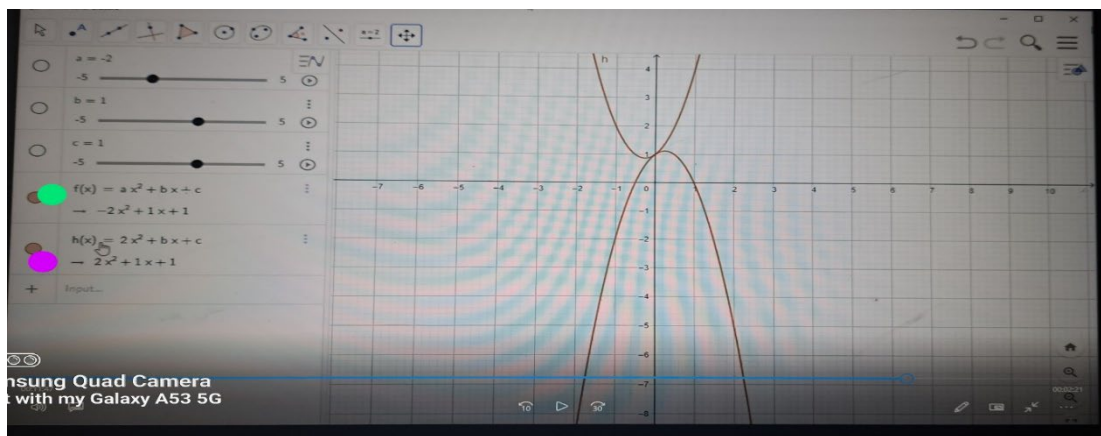 a = -2
-5 5
b = 1
-5 5
c = 1
-5 5
f(x) = a x² + b x + c
→ -2 x² + 1 x + 1
h(x) = 2 x² + b x + c
→ 2 x² + 1 x + 1
+ Input...
h
4
3
2
1
-7 -6 -5 -4 -3 -2 -1 0 1 2 3 4 5 6 7 8 9 10
-1
-2
-3
-4
-5
-6
-7
-8
nsung Quad Camera
t with my Galaxy A53 5G
10 30
00:02:21